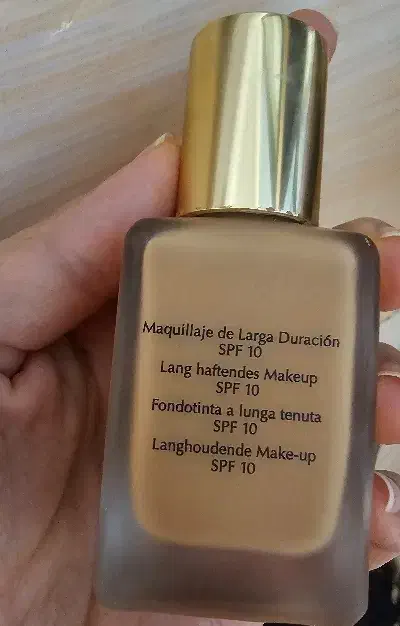 Maquillaje de Larga Duración
SPF 10
Lang haftendes Makeup
SPF 10
Fondotinta a lunga tenuta
SPF 10
Langhoudende Make-up
SPF 10